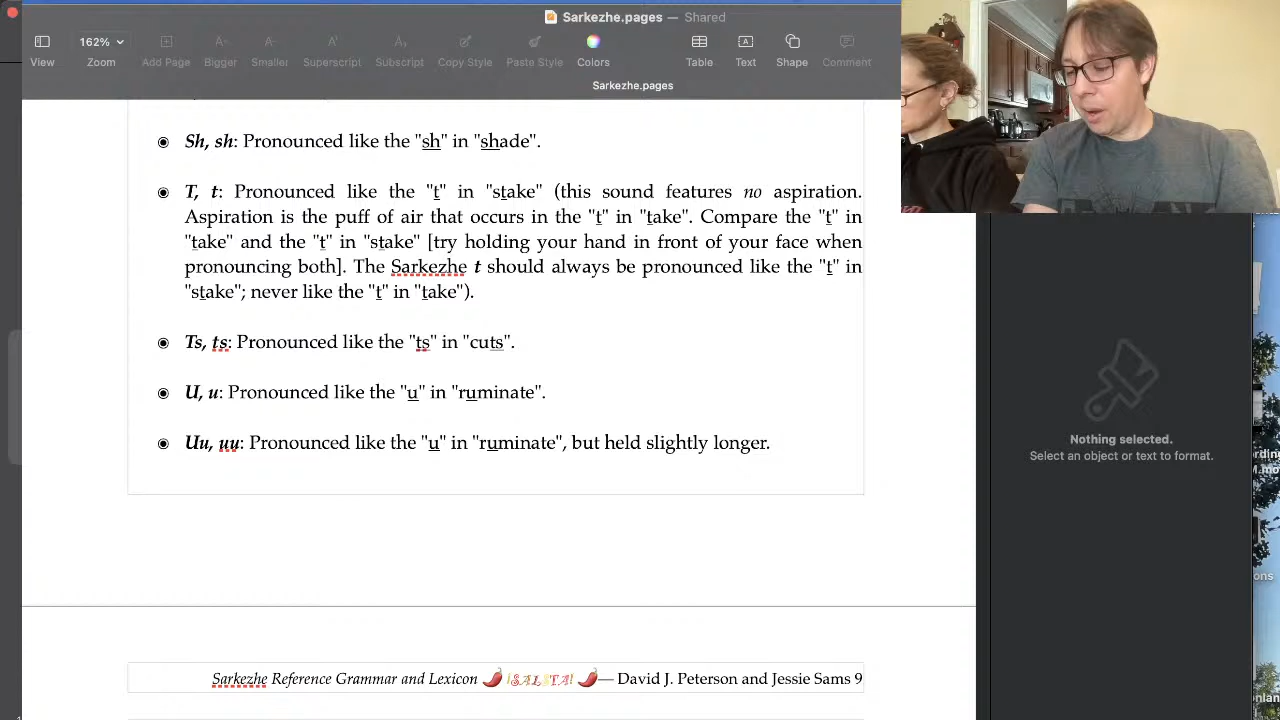 Sarkezhe.pages — Shared
162%
View Zoom Add Page Bigger Smaller Superscript Subscript Copy Style Paste Style Colors Table Text Shape Comment
Sarkezhe.pages
Sh, sh: Pronounced like the "sh" in "shade".
T, t: Pronounced like the "t" in "stake" (this sound features no aspiration.
Aspiration is the puff of air that occurs in the "t" in "take". Compare the "t" in
"take" and the "t" in "stake" [try holding your hand in front of your face when
pronouncing both]. The Sarkezhe t should always be pronounced like the "t" in
"stake"; never like the "t" in "take").
Ts, ts: Pronounced like the "ts" in "cuts".
U, u: Pronounced like the "u" in "ruminate".
Uu, uu: Pronounced like the "u" in "ruminate", but held slightly longer.
Nothing selected.
Select an object or text to format.
Sarkezhe Reference Grammar and Lexicon 🌶️ ¡SALSITA! 🌶️— David J. Peterson and Jessie Sams 9